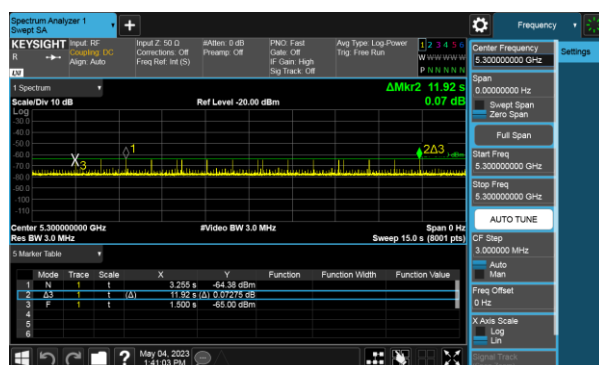 Spectrum Analyzer 1
Swept SA
Frequency
KEYSIGHT
R
Input: RF
Coupling: DC
Align: Auto
Input Z: 50 Ω
Corrections: Off
Freq Ref: Int (S)
#Atten: 0 dB
Preamp: Off
PNO: Fast
Gate: Off
IF Gain: High
Sig Track: Off
Avg Type: Log-Power
Trig: Free Run
1 2 3 4 5 6
W W W W W W
P N N N N N
LXI
1 Spectrum
Scale/Div 10 dB
Ref Level -20.00 dBm
ΔMkr2 11.92 s
0.07 dB
Log
-30.0
-40.0
-50.0
-60.0
-70.0
-80.0
-90.0
-100
-110
X3
1
2Δ3
Center 5.300000000 GHz
#Video BW 3.0 MHz
Span 0 Hz
Res BW 3.0 MHz
Sweep 15.0 s (8001 pts)
5 Marker Table
Mode Trace Scale X Y Function Function Width Function Value
1 N 1 t 3.255 s -64.38 dBm
2 Δ3 1 t (Δ) 11.92 s (Δ) 0.07275 dB
3 F 1 t 1.500 s -65.00 dBm
4
5
6
?
May 04, 2023
1:41:03 PM
Center Frequency
5.300000000 GHz
Settings
Span
0.00000000 Hz
Swept Span
Zero Span
Full Span
Start Freq
5.300000000 GHz
Stop Freq
5.300000000 GHz
AUTO TUNE
CF Step
3.000000 MHz
Auto
Man
Freq Offset
0 Hz
X Axis Scale
Log
Lin
Signal Track